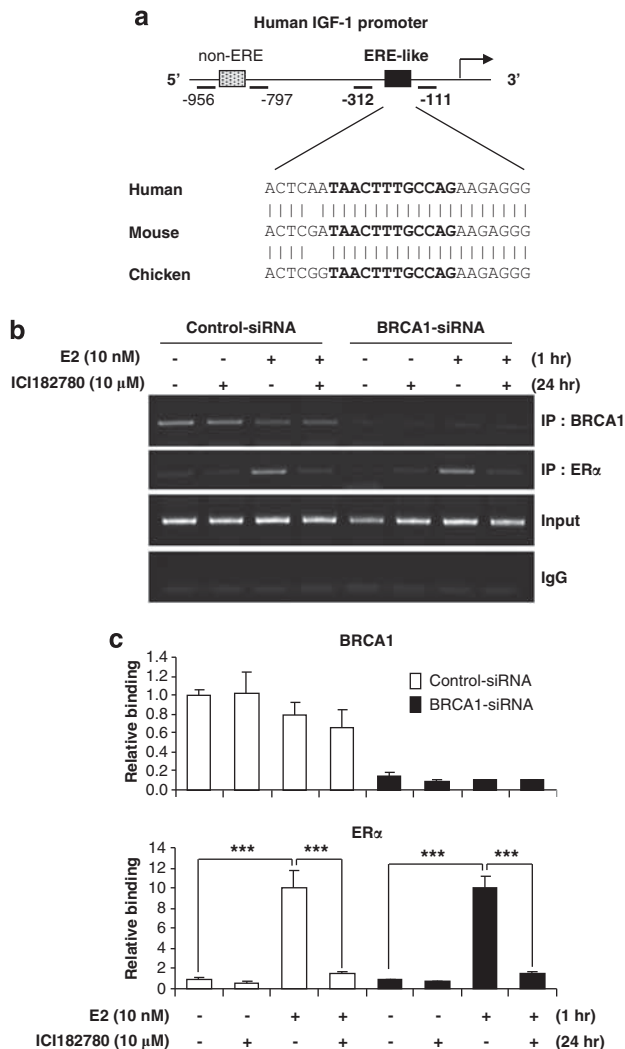 a
Human IGF-1 promoter
non-ERE ERE-like
5' 3'
-956 -797 -312 -111
Human ACTCAATAACTTTGCCAGAAGAGGG
Mouse ACTCGATAACTTTGCCAGAAGAGGG
Chicken ACTCGGTAACTTTGCCAGAAGAGGG
b
Control-siRNA BRCA1-siRNA
E2 (10 nM) - - + + - - + + (1 hr)
ICI182780 (10 μM) - + - + - + - + (24 hr)
IP : BRCA1
IP : ERα
Input
IgG
c
BRCA1
Relative binding
1.4
1.2
1.0
0.8
0.6
0.4
0.2
0.0
Control-siRNA
BRCA1-siRNA
ERα
Relative binding
14
12
10
8
6
4
2
0
*** *** *** ***
E2 (10 nM) - - + + - - + + (1 hr)
ICI182780 (10 μM) - + - + - + - + (24 hr)